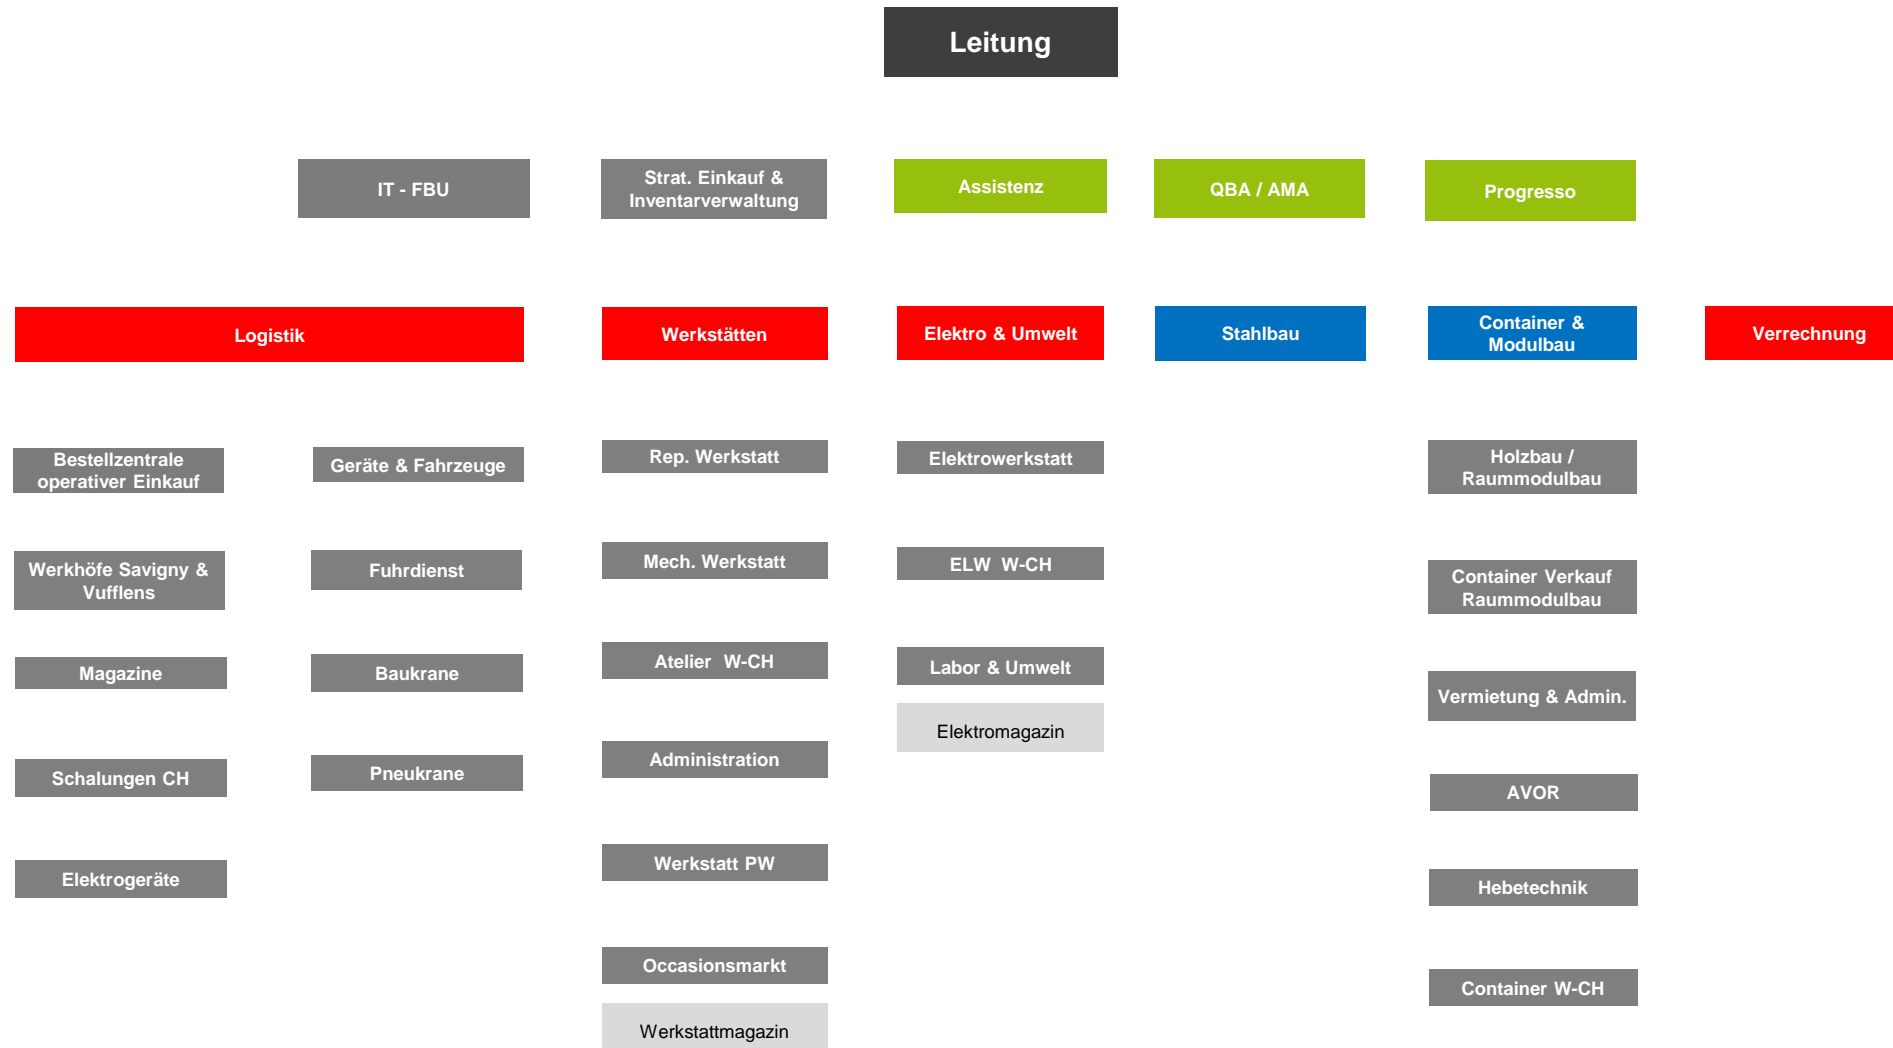 Leitung
IT - FBU
Strat. Einkauf &
Inventarverwaltung
Assistenz
QBA / AMA
Progresso
Logistik
Werkstätten
Elektro & Umwelt
Stahlbau
Container &
Modulbau
Verrechnung
Bestellzentrale
operativer Einkauf
Werkhöfe Savigny &
Vufflens
Magazine
Schalungen CH
Elektrogeräte
Geräte & Fahrzeuge
Fuhrdienst
Baukrane
Pneukrane
Rep. Werkstatt
Mech. Werkstatt
Atelier  W-CH
Administration
Werkstatt PW
Occasionsmarkt
Werkstattmagazin
Elektrowerkstatt
ELW  W-CH
Labor & Umwelt
Elektromagazin
Holzbau /
Raummodulbau
Container Verkauf
Raummodulbau
Vermietung & Admin.
AVOR
Hebetechnik
Container W-CH